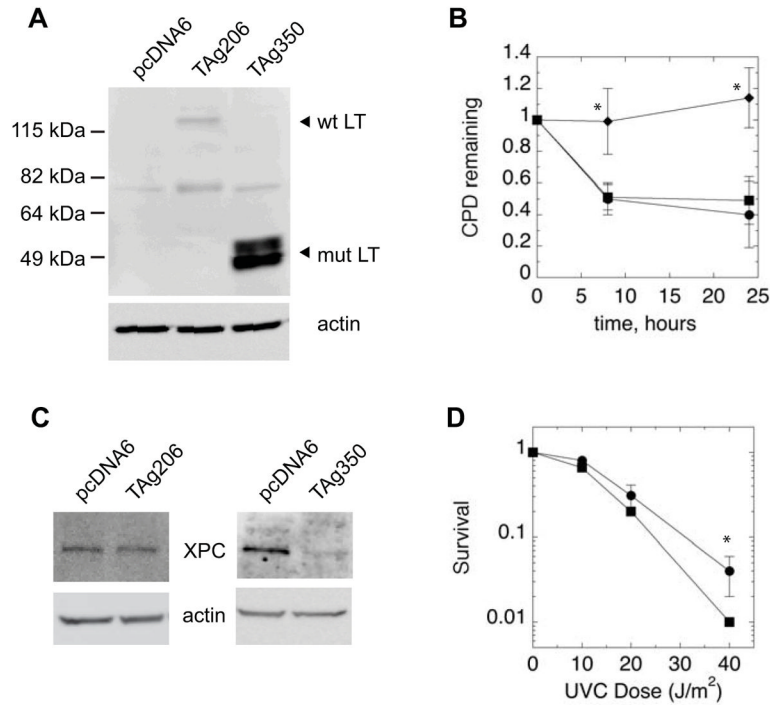 A
pcDNA6
TAg206
TAg350
115 kDa
82 kDa
64 kDa
49 kDa
wt LT
mut LT
actin
B
CPD remaining
1.4
1.2
1
0.8
0.6
0.4
0.2
0
*
*
0 5 10 15 20 25
time, hours
C
pcDNA6
TAg206
pcDNA6
TAg350
XPC
actin
D
Survival
1
0.1
0.01
*
0 10 20 30 40
UVC Dose (J/m²)